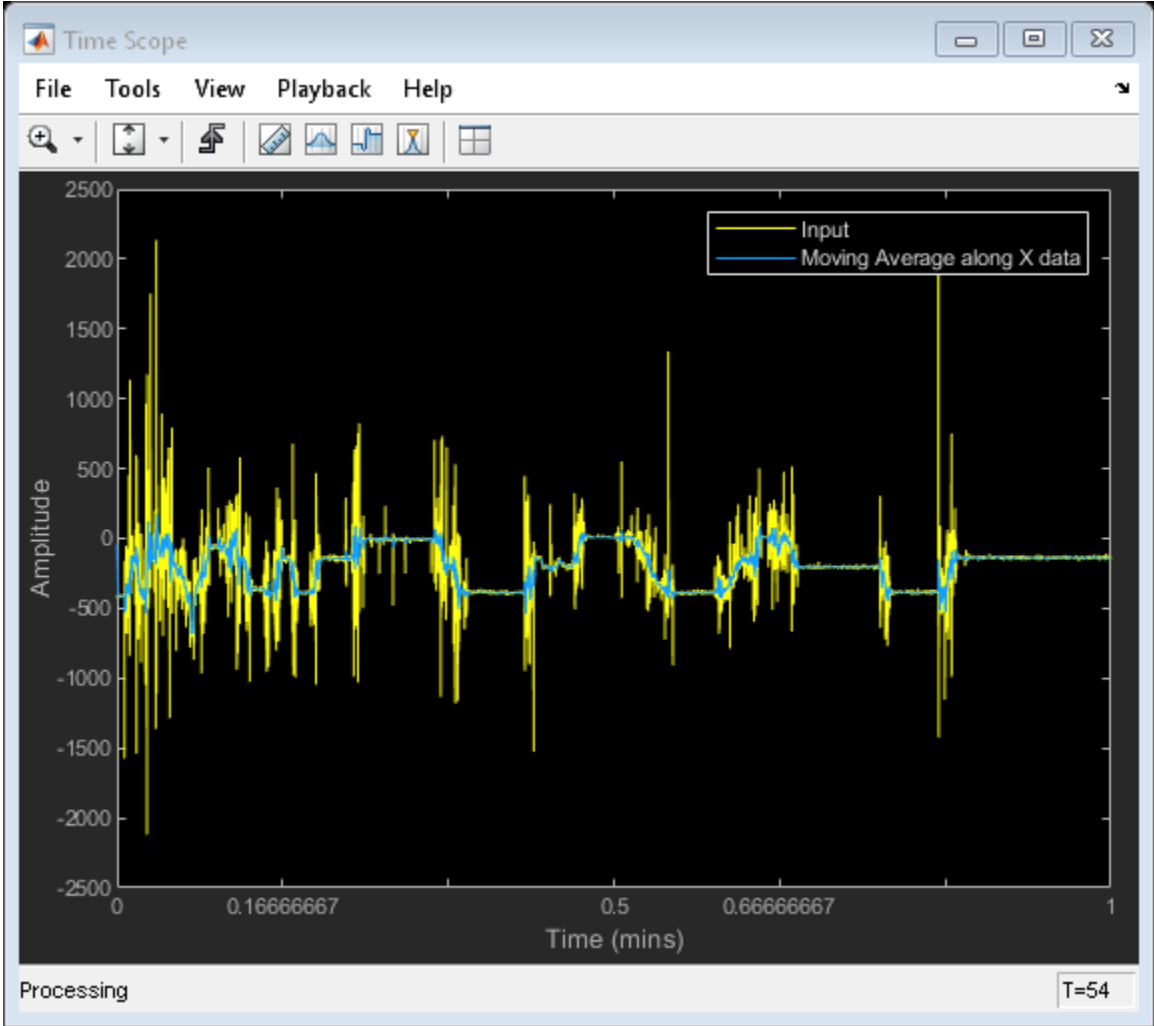 Time Scope
File Tools View Playback Help
2500
2000
1500
1000
500
0
-500
-1000
-1500
-2000
-2500
Amplitude
Input
Moving Average along X data
0 0.16666667 0.5 0.66666667 1
Time (mins)
Processing T=54